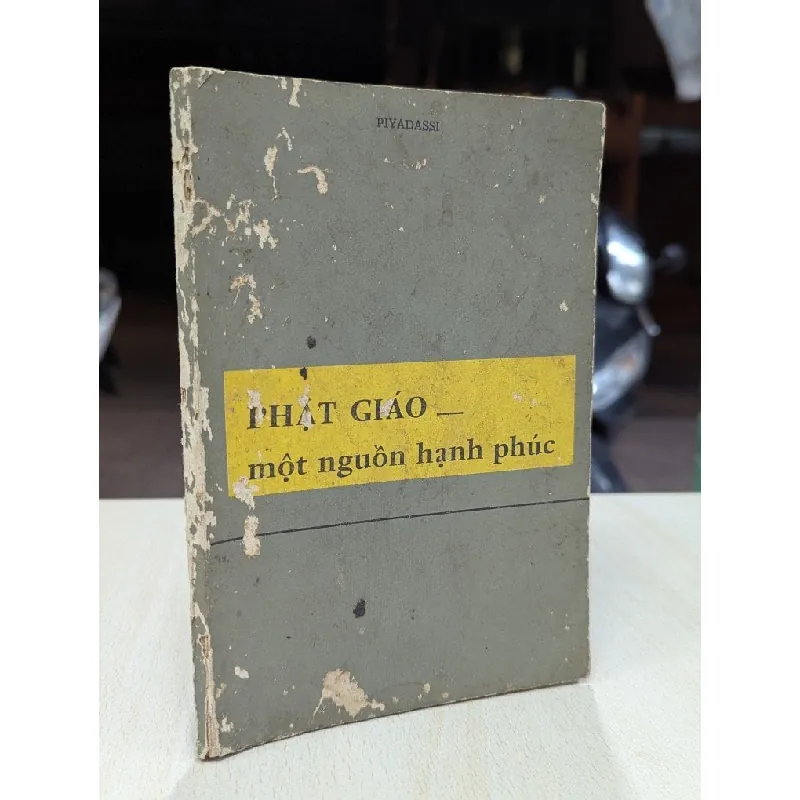 PIYADASSI
PHẬT GIÁO —
một nguồn hạnh phúc